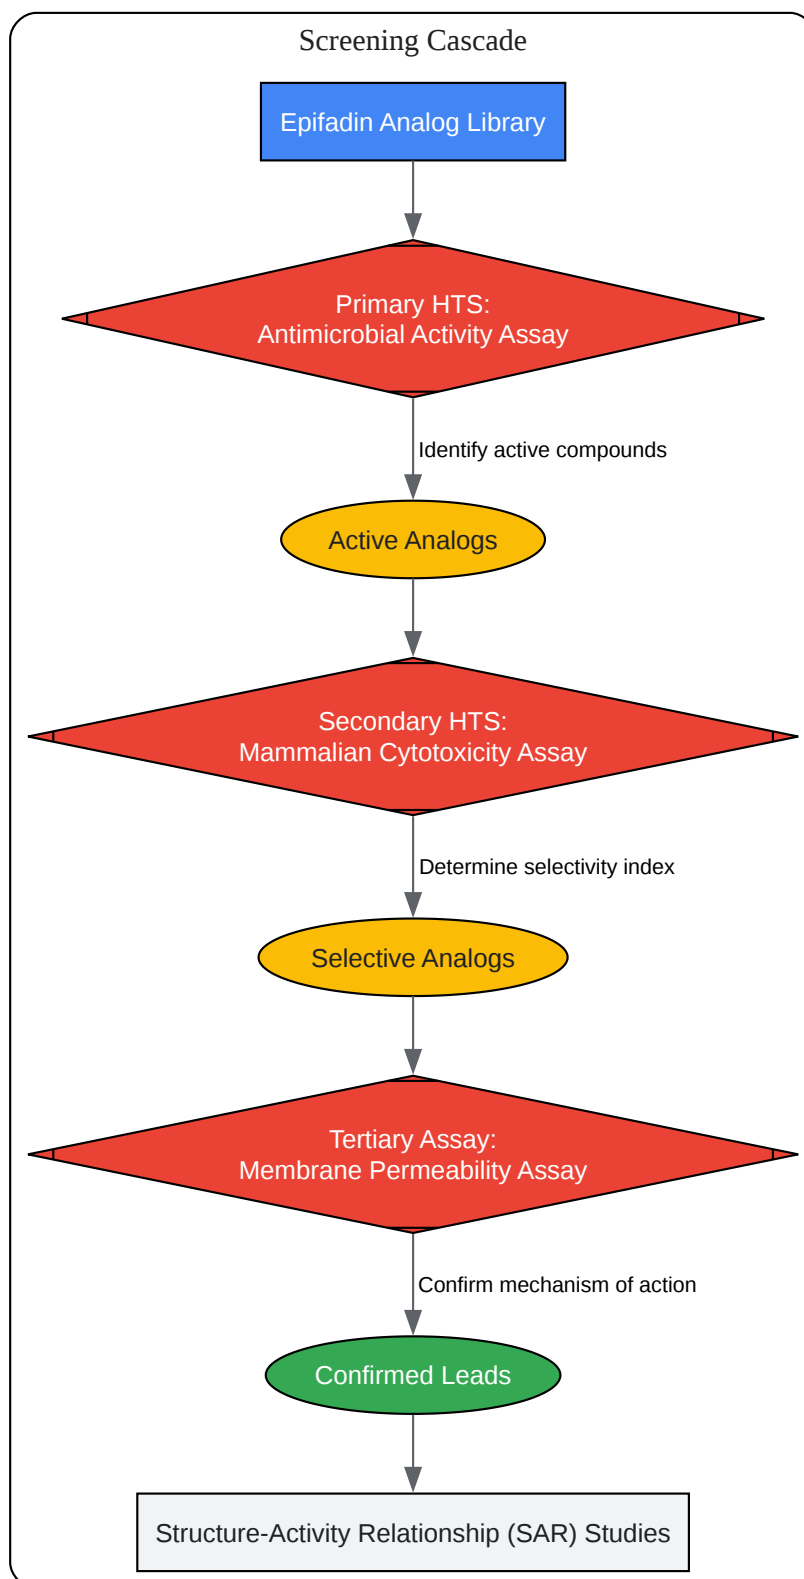 Screening Cascade
Epifadin Analog Library
Primary HTS:
Antimicrobial Activity Assay
Identify active compounds
Active Analogs
Secondary HTS:
Mammalian Cytotoxicity Assay
Determine selectivity index
Selective Analogs
Tertiary Assay:
Membrane Permeability Assay
Confirm mechanism of action
Confirmed Leads
Structure-Activity Relationship (SAR) Studies